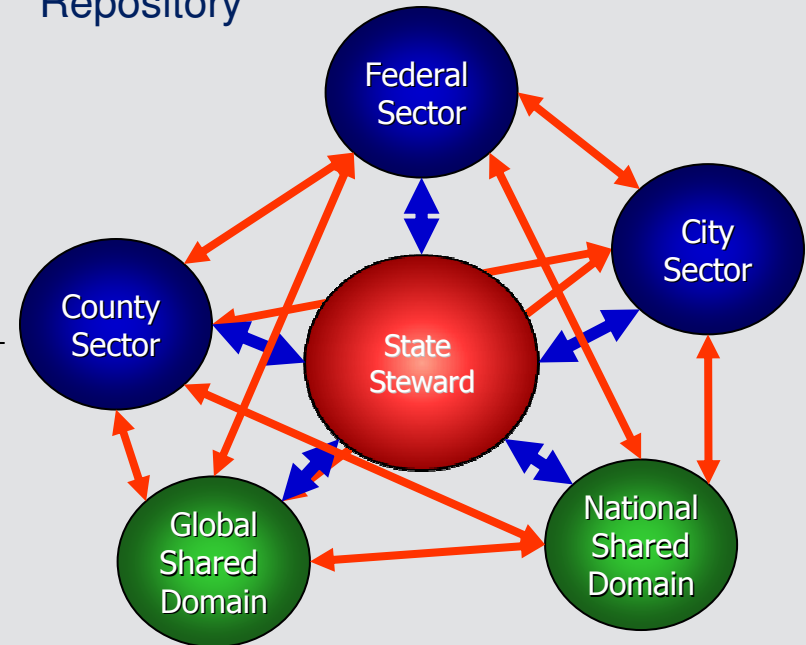 Repository
Federal
Sector
City
Sector
County
Sector
State
Steward
Global
Shared
Domain
National
Shared
Domain